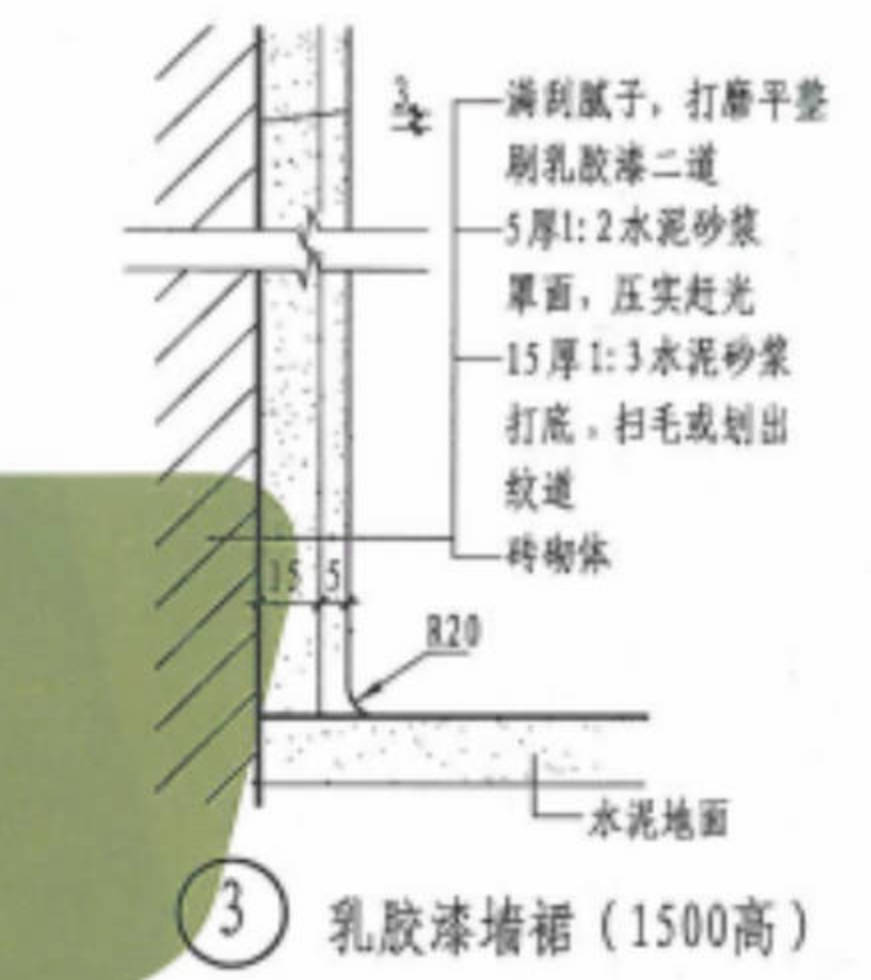 3
满刮腻子，打磨平整
刷乳胶漆二道
5厚1:2水泥砂浆
罩面，压实赶光
15厚1:3水泥砂浆
打底，扫毛或划出
纹道
砖砌体
15 5
R20
水泥地面
3 乳胶漆墙裙（1500高）